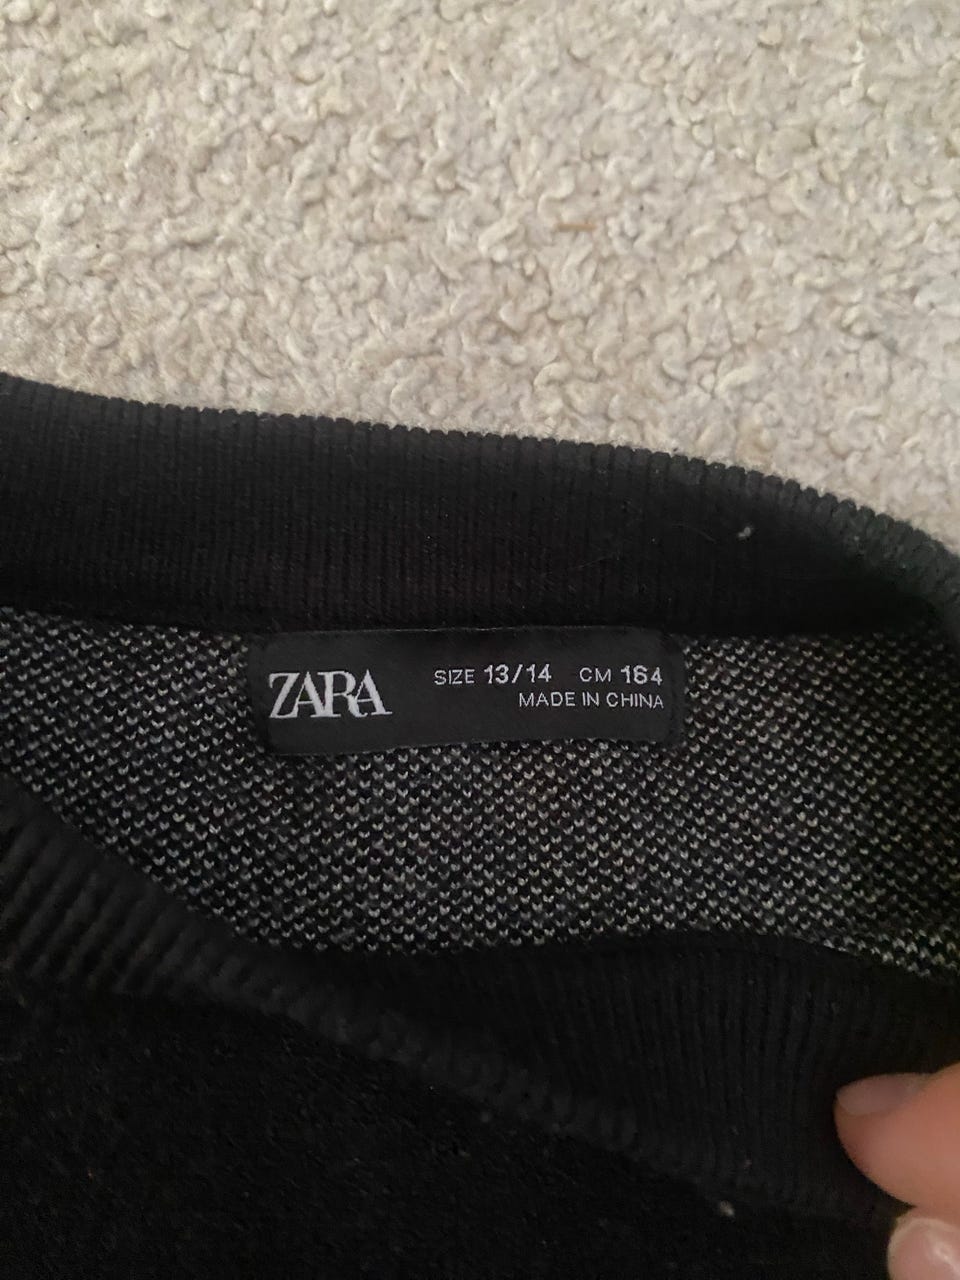 ZARA
SIZE 13/14 CM 164
MADE IN CHINA